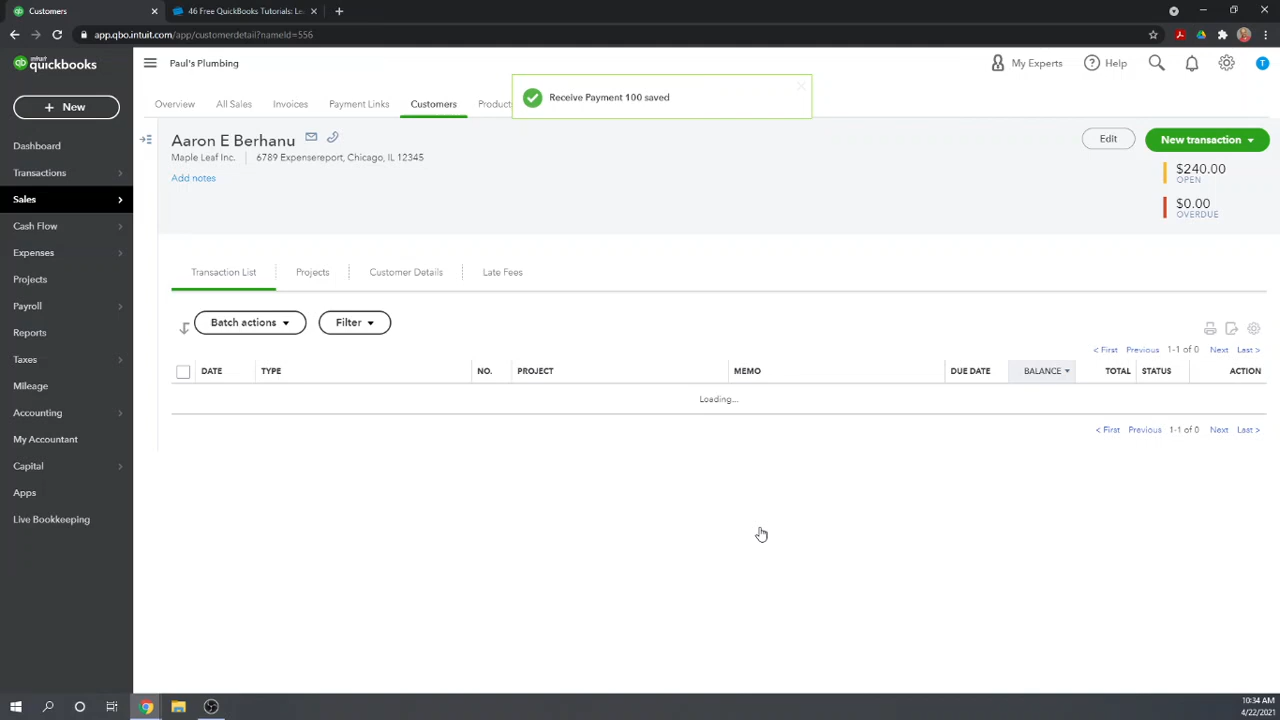 Customers
46 Free QuickBooks Tutorials: Le
app.qbo.intuit.com/app/customerdetail?nameId=556
intuit quickbooks
Paul's Plumbing
My Experts
Help
T
+ New
Overview
All Sales
Invoices
Payment Links
Customers
Product
Receive Payment 100 saved
Aaron E Berhanu
Edit
New transaction
Maple Leaf Inc.
6789 Expensereport, Chicago, IL 12345
Add notes
$240.00
OPEN
$0.00
OVERDUE
Dashboard
Transactions
Sales
Cash Flow
Expenses
Projects
Payroll
Reports
Taxes
Mileage
Accounting
My Accountant
Capital
Apps
Live Bookkeeping
Transaction List
Projects
Customer Details
Late Fees
Batch actions
Filter
< First Previous 1-1 of 0 Next Last >
DATE TYPE NO. PROJECT MEMO DUE DATE BALANCE TOTAL STATUS ACTION
Loading...
< First Previous 1-1 of 0 Next Last >
10:34 AM
4/22/2021